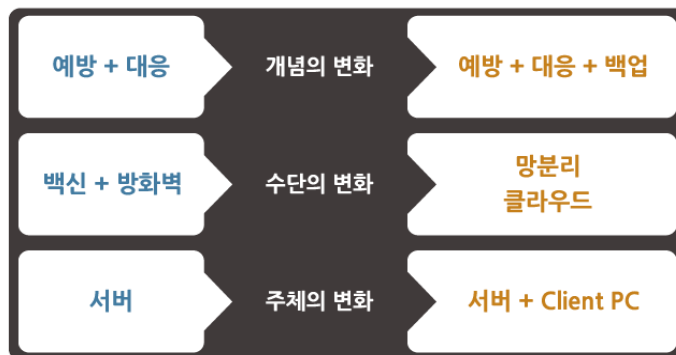 예방 + 대응
개념의 변화
예방 + 대응 + 백업
백신 + 방화벽
수단의 변화
망분리
클라우드
서버
주체의 변화
서버 + Client PC